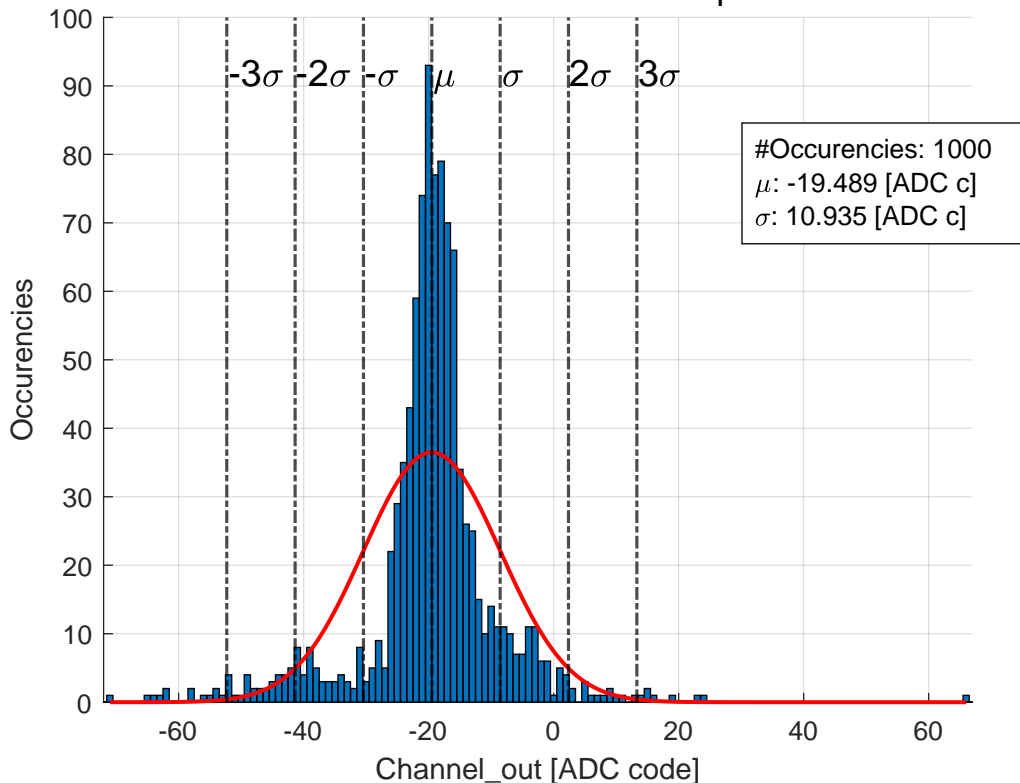 100
90
80
70
60
50
40
30
20
10
0
-3σ -2σ -σ μ σ 2σ 3σ
#Occurencies: 1000
μ: -19.489 [ADC c]
σ: 10.935 [ADC c]
Occurencies
-60 -40 -20 0 20 40 60
Channel_out [ADC code]